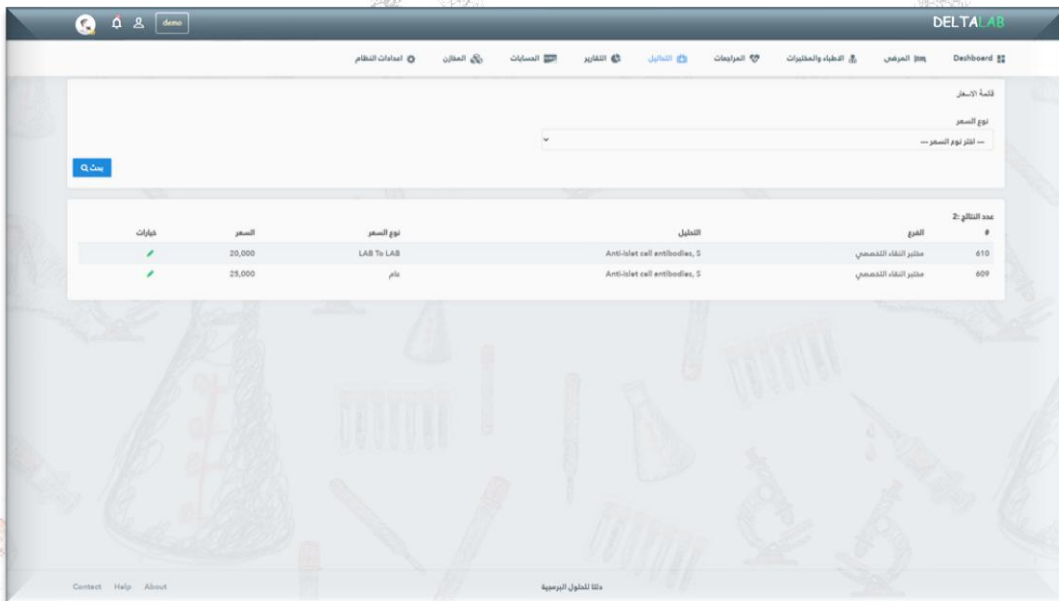 DELTALAB
demo
Dashboard المرضى الاطباء والمختبرات المراجعات التحاليل التقارير الحسابات المخازن اعدادات النظام
قائمة الاسعار
نوع السعر
--- اختر نوع السعر ---
بحث
عدد النتائج :2
# الفرع التحليل نوع السعر السعر خيارات
610 مختبر النقاء التخصصي Anti-islet cell antibodies, S LAB To LAB 20,000
609 مختبر النقاء التخصصي Anti-islet cell antibodies, S عام 25,000
دلتا للحلول البرمجية
Contact Help About